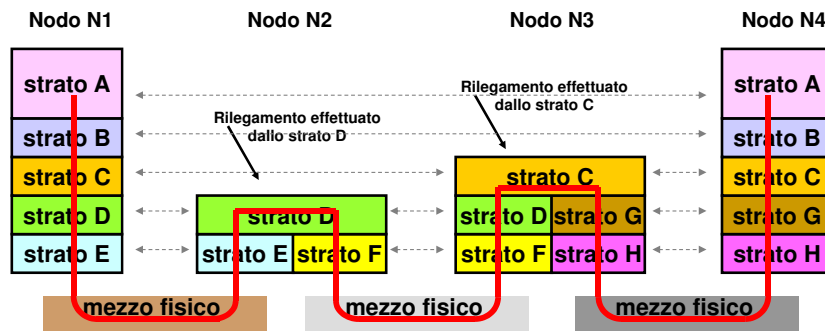 Nodo N1 Nodo N2 Nodo N3 Nodo N4
strato A
strato B
strato C
strato D
strato E
Rilegamento effettuato
dallo strato D
strato D
strato E strato F
Rilegamento effettuato
dallo strato C
strato C
strato D strato G
strato F strato H
strato A
strato B
strato C
strato G
strato H
mezzo fisico mezzo fisico mezzo fisico